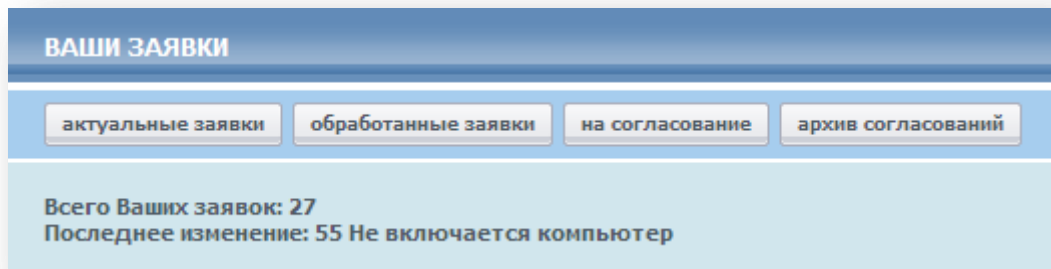 ВАШИ ЗАЯВКИ
актуальные заявки обработанные заявки на согласование архив согласований
Всего Ваших заявок: 27
Последнее изменение: 55 Не включается компьютер